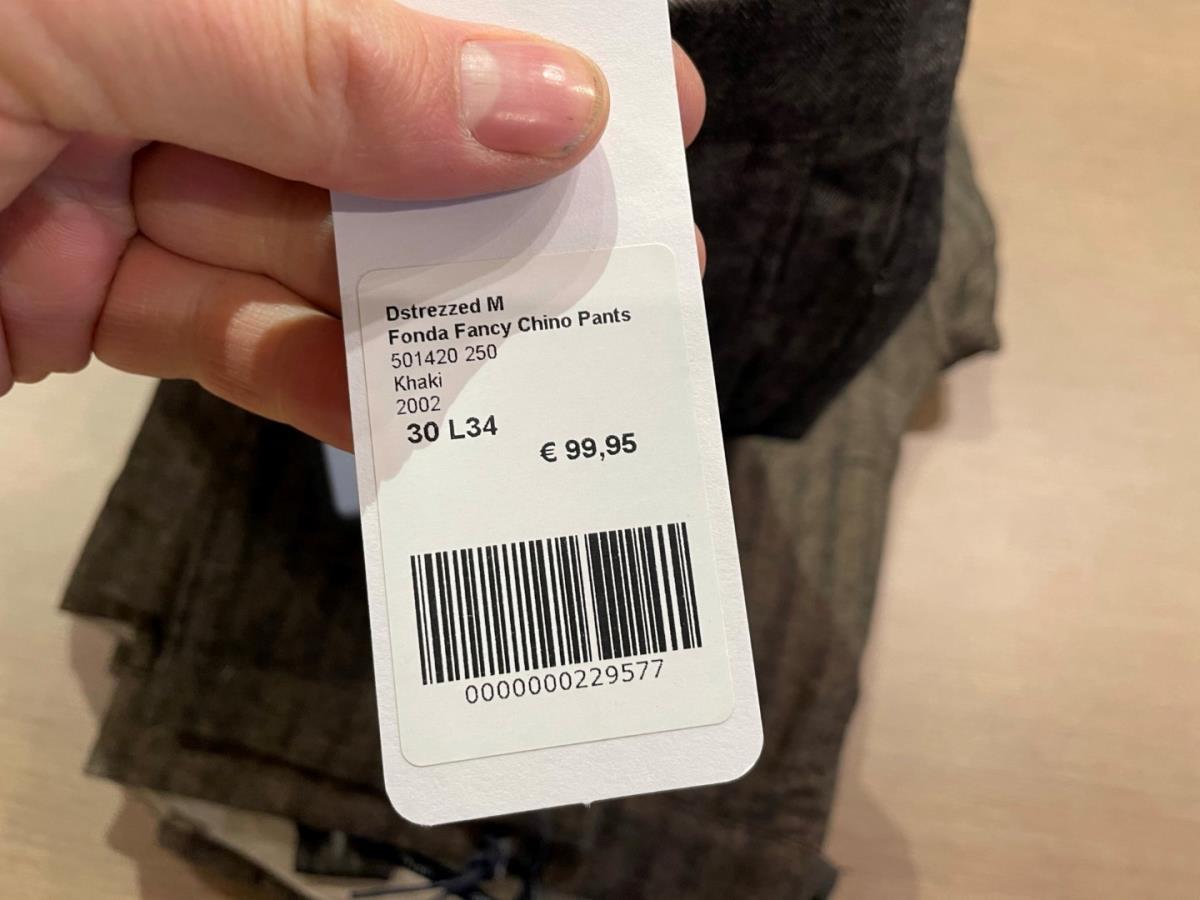 Dstrezzed M
Fonda Fancy Chino Pants
501420 250
Khaki
2002
30 L34
€ 99,95
0000000229577